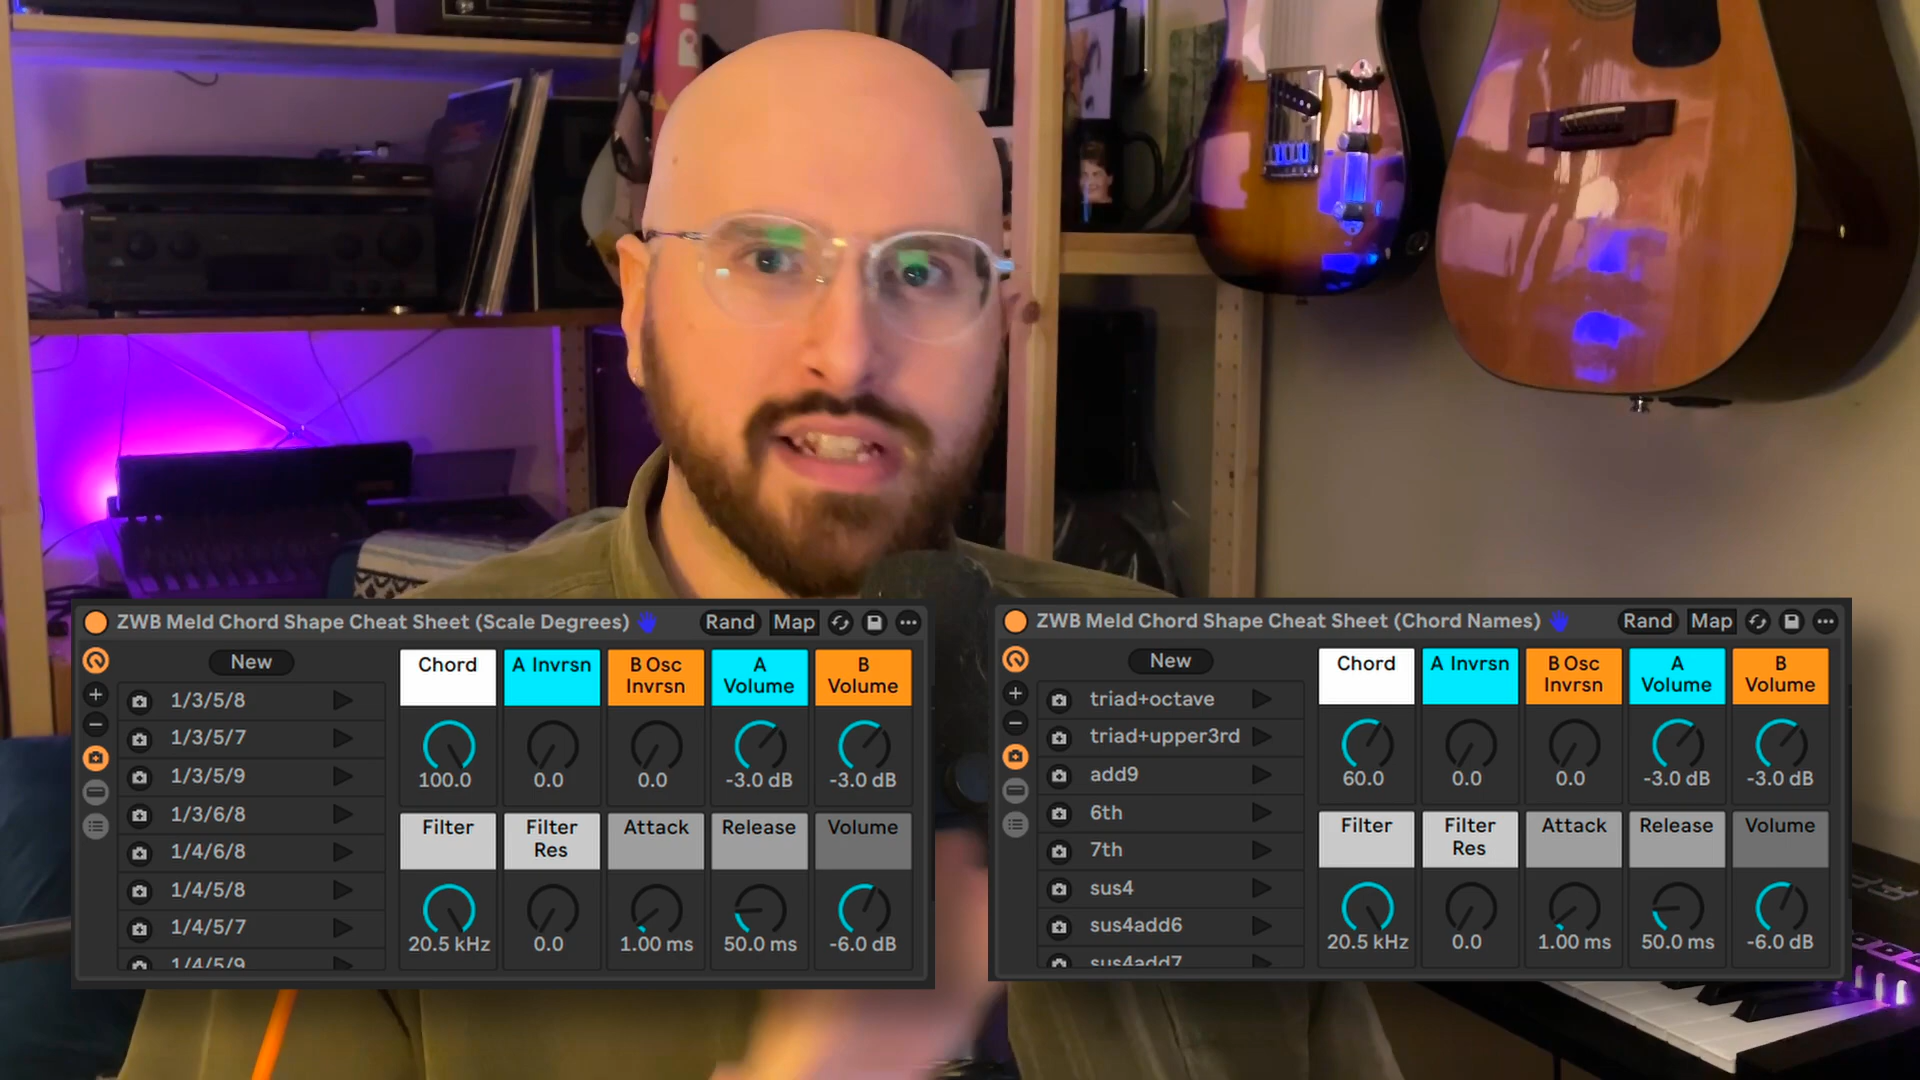 ZWB Meld Chord Shape Cheat Sheet (Scale Degrees) Rand Map
New
1/3/5/8
1/3/5/7
1/3/5/9
1/3/6/8
1/4/6/8
1/4/5/8
1/4/5/7
1/4/5/9
Chord
A Invrsn
B Osc
Invrsn
A
Volume
B
Volume
100.0
0.0
0.0
-3.0 dB
-3.0 dB
Filter
Filter
Res
Attack
Release
Volume
20.5 kHz
0.0
1.00 ms
50.0 ms
-6.0 dB
ZWB Meld Chord Shape Cheat Sheet (Chord Names) Rand Map
New
triad+octave
triad+upper3rd
add9
6th
7th
sus4
sus4add6
sus4add7
Chord
A Invrsn
B Osc
Invrsn
A
Volume
B
Volume
60.0
0.0
0.0
-3.0 dB
-3.0 dB
Filter
Filter
Res
Attack
Release
Volume
20.5 kHz
0.0
1.00 ms
50.0 ms
-6.0 dB